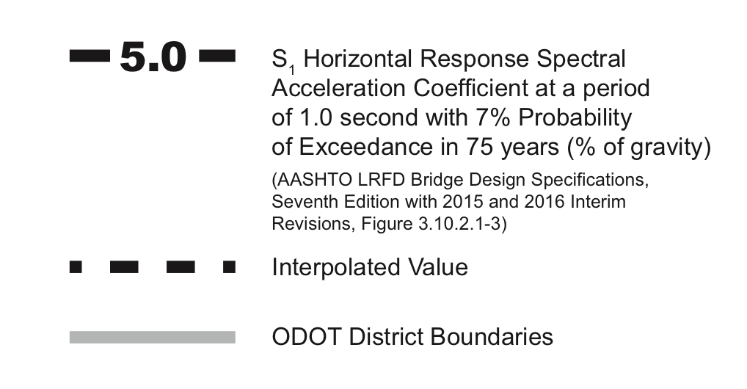 5.0
S1 Horizontal Response Spectral
Acceleration Coefficient at a period
of 1.0 second with 7% Probability
of Exceedance in 75 years (% of gravity)
(AASHTO LRFD Bridge Design Specifications,
Seventh Edition with 2015 and 2016 Interim
Revisions, Figure 3.10.2.1-3)
Interpolated Value
ODOT District Boundaries